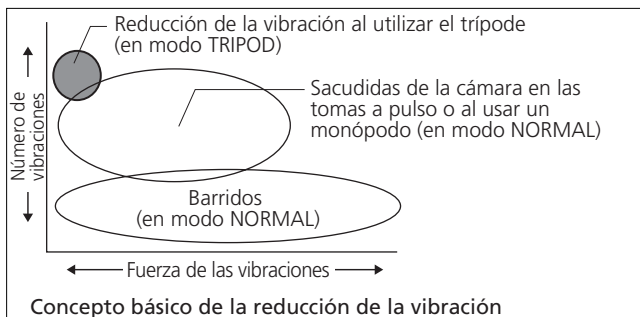 Reducción de la vibración al utilizar el trípode
(en modo TRIPOD)
Sacudidas de la cámara en las
tomas a pulso o al usar un
monópodo (en modo NORMAL)
Número de
vibraciones
Barridos
(en modo NORMAL)
Fuerza de las vibraciones
Concepto básico de la reducción de la vibración